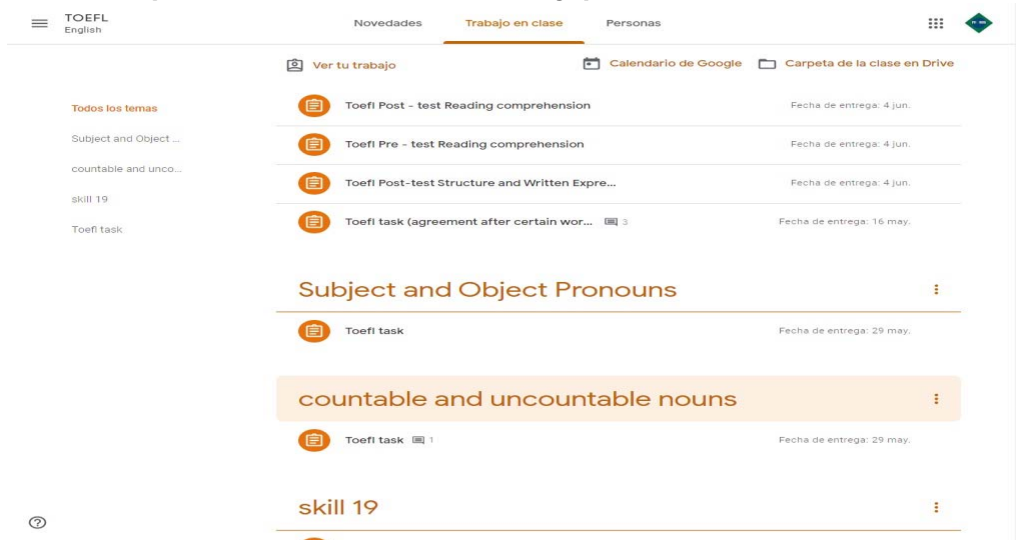 TOEFL
English
Novedades
Trabajo en clase
Personas
Ver tu trabajo
Calendario de Google
Carpeta de la clase en Drive
Todos los temas
Subject and Object ...
countable and unco...
skill 19
Toefl task
Toefl Post - test Reading comprehension
Fecha de entrega: 4 jun.
Toefl Pre - test Reading comprehension
Fecha de entrega: 4 jun.
Toefl Post-test Structure and Written Expre...
Fecha de entrega: 4 jun.
Toefl task (agreement after certain wor... 3
Fecha de entrega: 16 may.
Subject and Object Pronouns
Toefl task
Fecha de entrega: 29 may.
countable and uncountable nouns
Toefl task 1
Fecha de entrega: 29 may.
skill 19